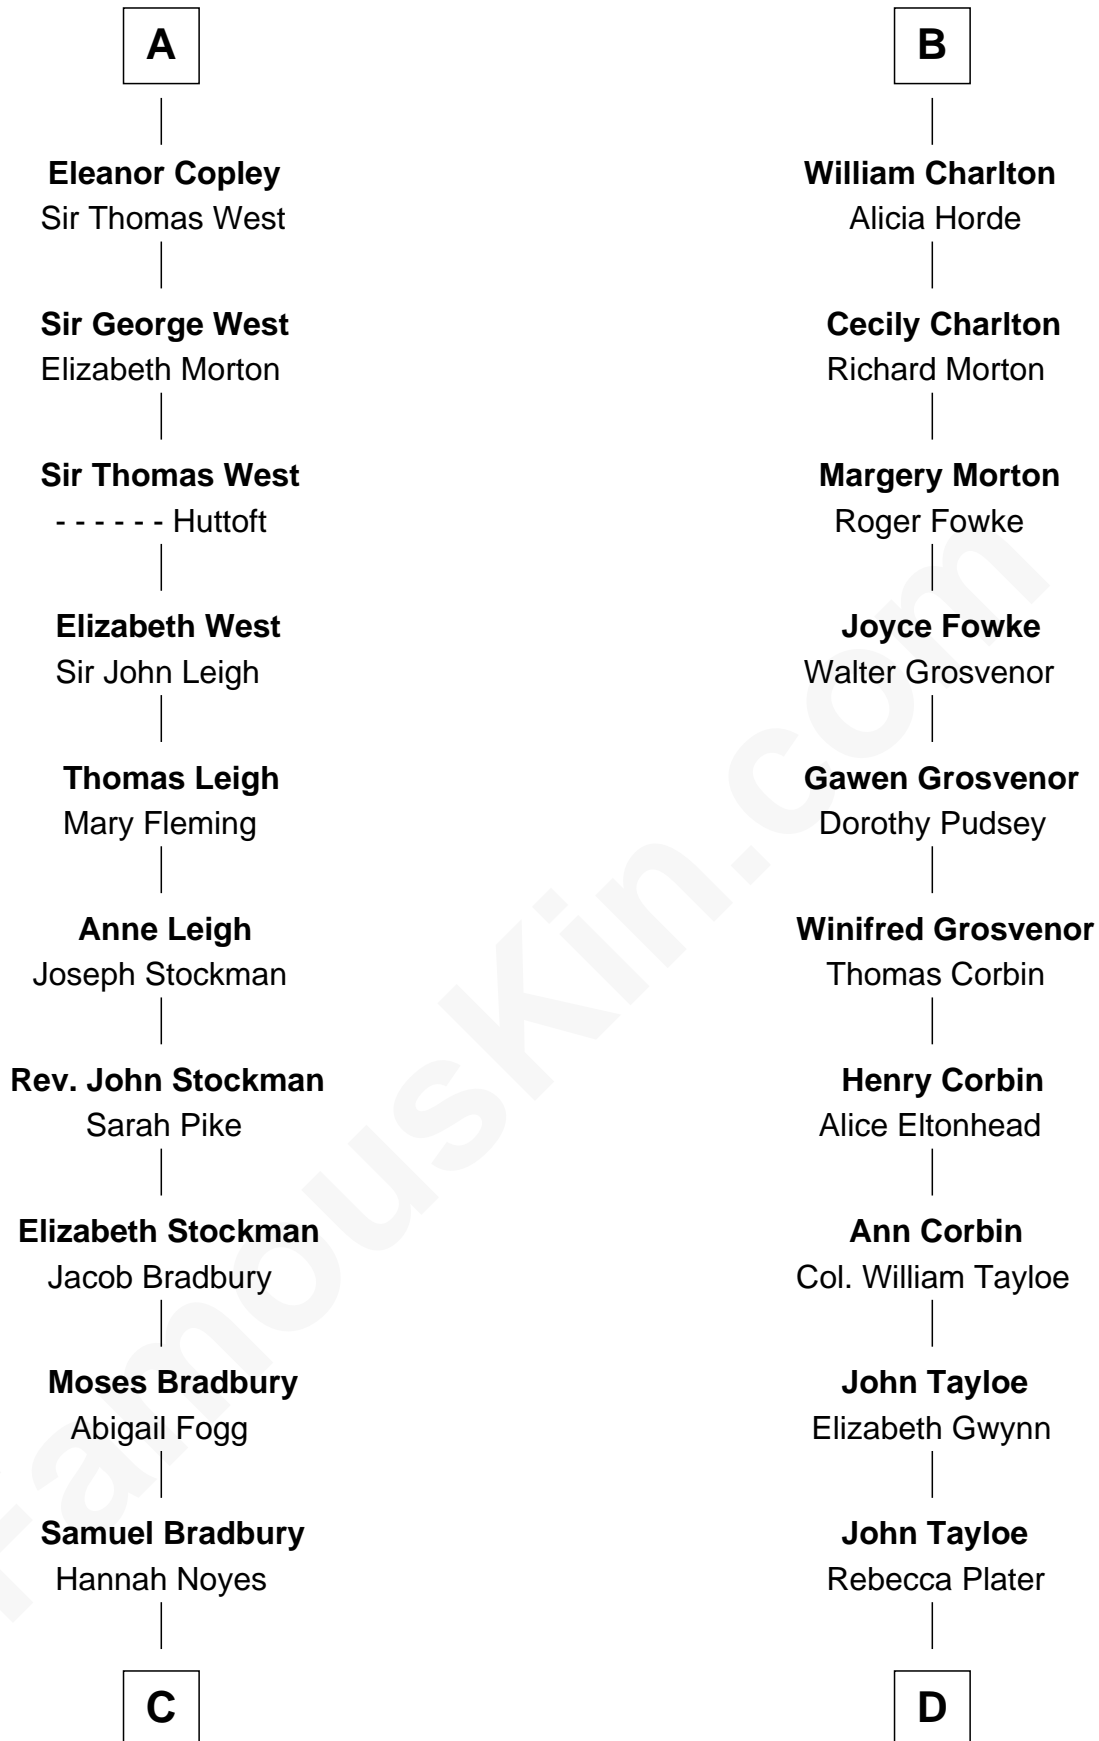 A
Eleanor Copley
Sir Thomas West
Sir George West
Elizabeth Morton
Sir Thomas West
- - - - - - Huttoft
Elizabeth West
Sir John Leigh
Thomas Leigh
Mary Fleming
Anne Leigh
Joseph Stockman
Rev. John Stockman
Sarah Pike
Elizabeth Stockman
Jacob Bradbury
Moses Bradbury
Abigail Fogg
Samuel Bradbury
Hannah Noyes
C
B
William Charlton
Alicia Horde
Cecily Charlton
Richard Morton
Margery Morton
Roger Fowke
Joyce Fowke
Walter Grosvenor
Gawen Grosvenor
Dorothy Pudsey
Winifred Grosvenor
Thomas Corbin
Henry Corbin
Alice Eltonhead
Ann Corbin
Col. William Tayloe
John Tayloe
Elizabeth Gwynn
John Tayloe
Rebecca Plater
D
FamousKin.com